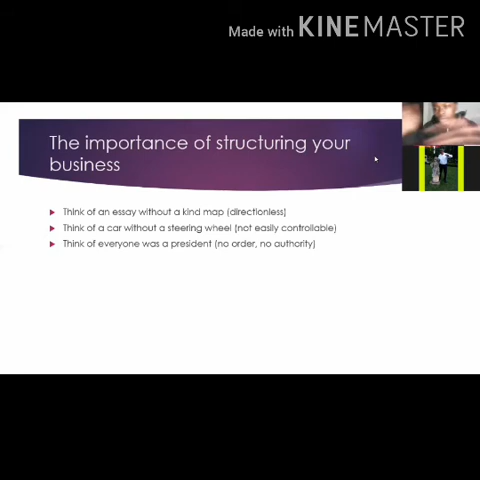 Made with KINEMASTER
The importance of structuring your
business
Think of an essay without a kind map (directionless)
Think of a car without a steering wheel (not easily controllable)
Think of everyone was a president (no order, no authority)